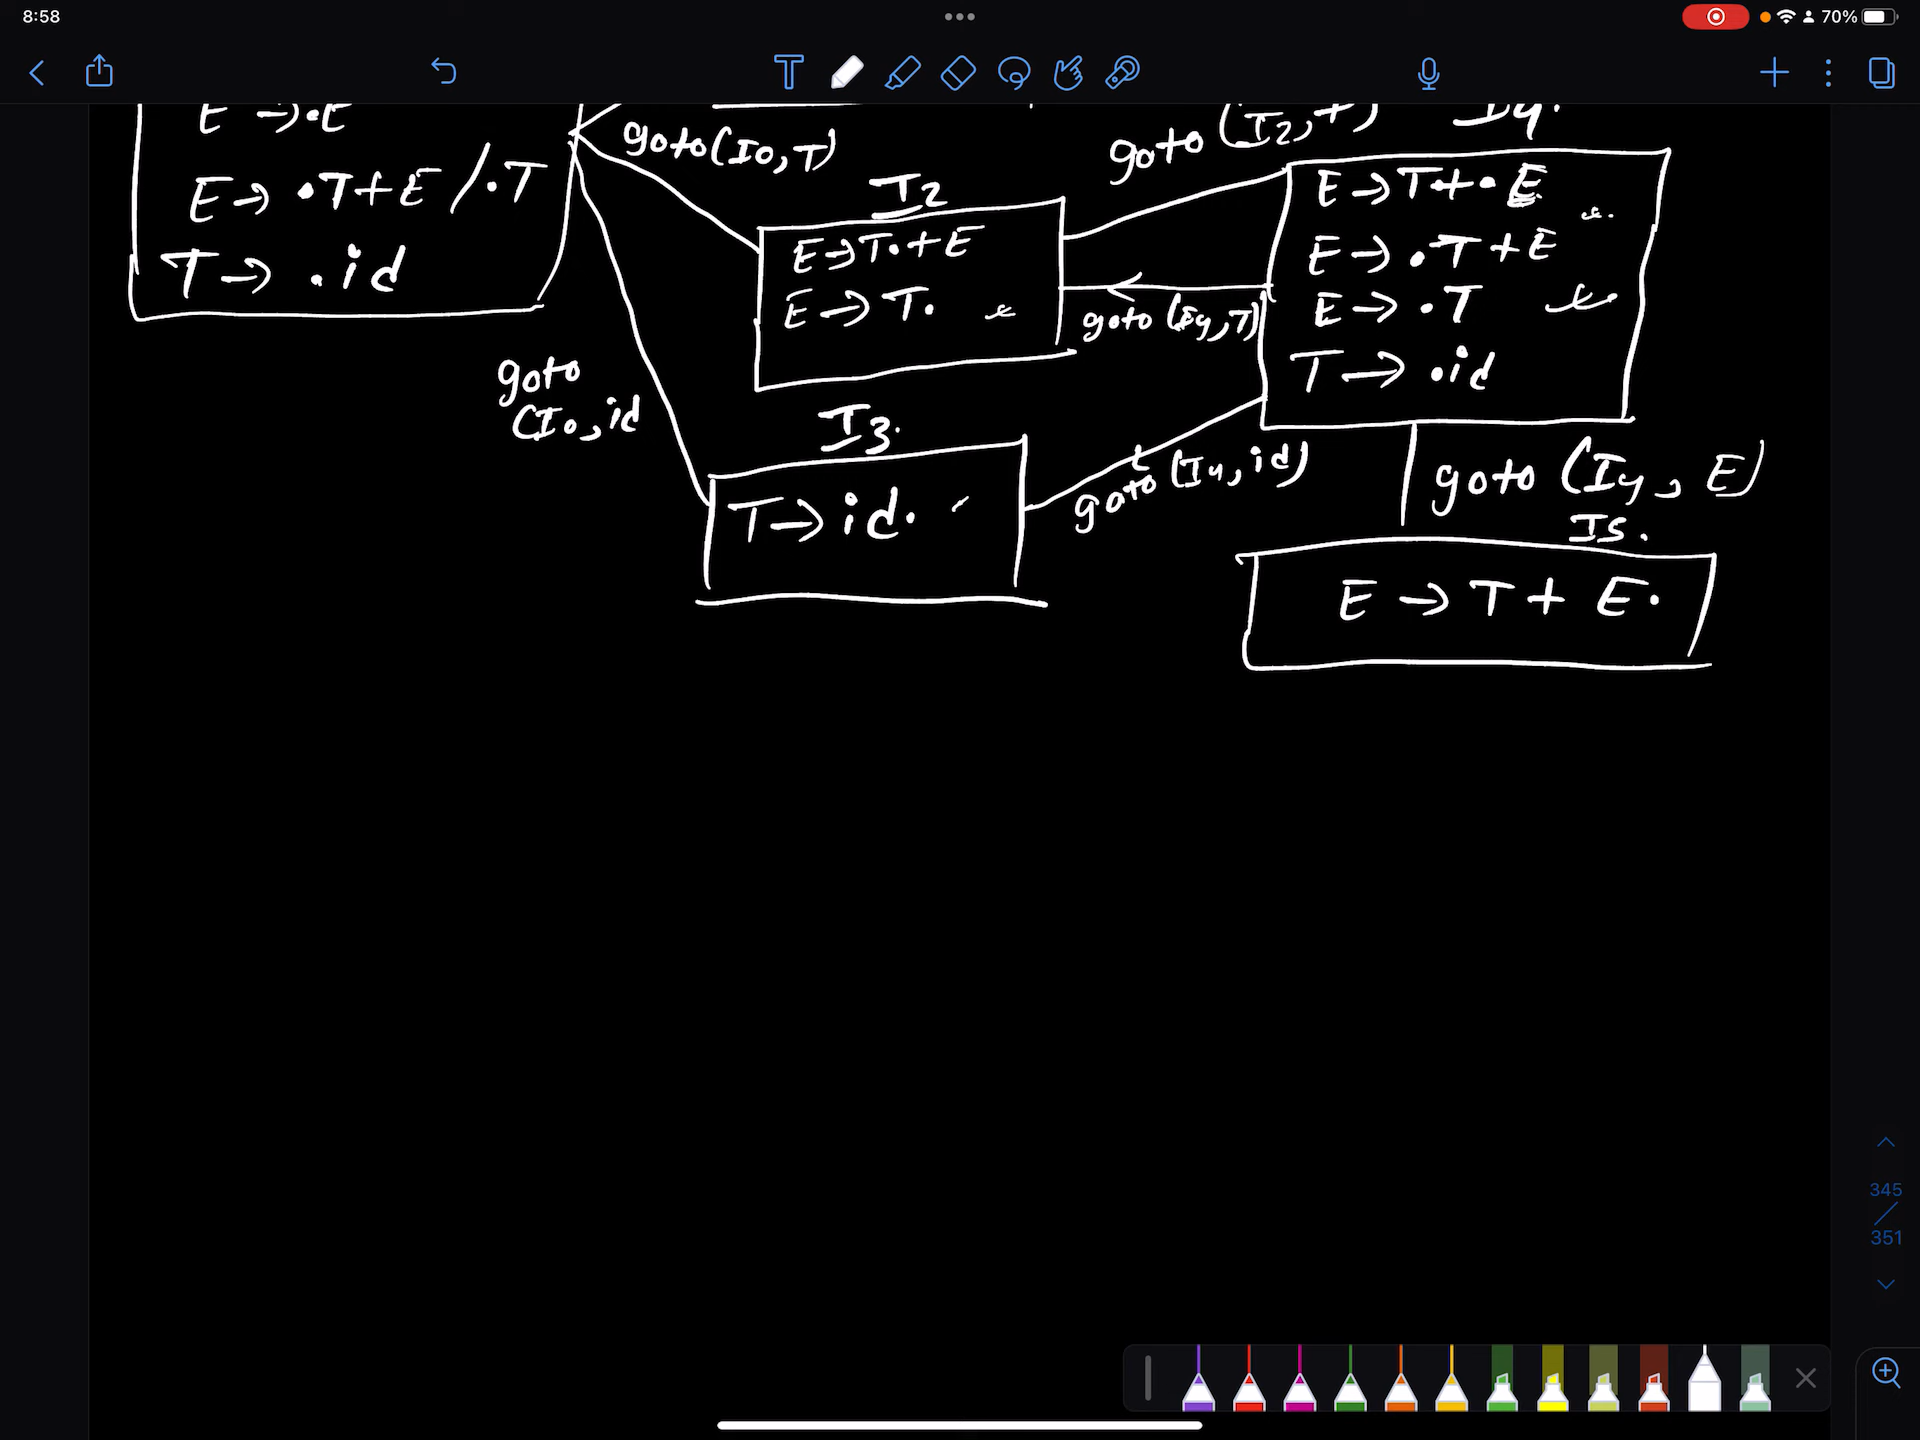 8:58
70%
E → •E
E → •T+E / •T
T → •id
goto(I0, T)
goto (I2, +)
I4.
I2
E → T•+E
E → T•
E → T+•E
E → •T+E
E → •T
T → •id
goto (I4, T)
goto
(I0, id
I3.
T → id•
goto (I4, id)
goto (I4, E)
I5.
E → T + E•
345
/
351